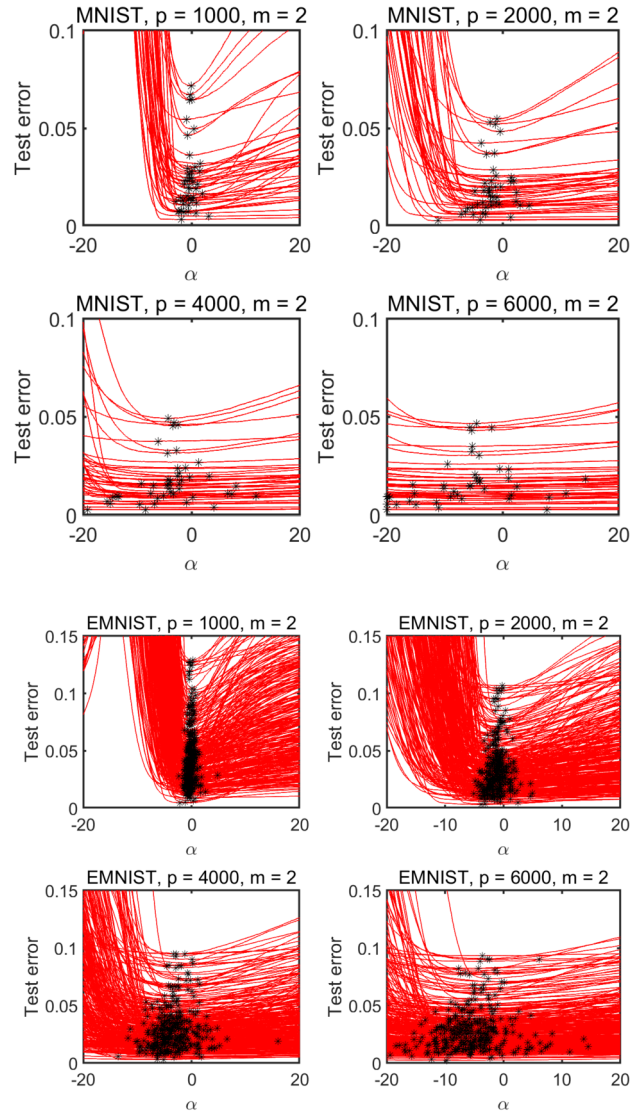 MNIST, p = 1000, m = 2
MNIST, p = 2000, m = 2
0.1
0.05
0
Test error
-20
0
20
α
0.1
0.05
0
Test error
-20
0
20
α
MNIST, p = 4000, m = 2
MNIST, p = 6000, m = 2
0.1
0.05
0
Test error
-20
0
20
α
0.1
0.05
0
Test error
-20
0
20
α
EMNIST, p = 1000, m = 2
EMNIST, p = 2000, m = 2
0.15
0.1
0.05
0
Test error
-20
0
20
α
0.15
0.1
0.05
0
Test error
-20
-10
0
10
20
α
EMNIST, p = 4000, m = 2
EMNIST, p = 6000, m = 2
0.15
0.1
0.05
0
Test error
-20
0
20
α
0.15
0.1
0.05
0
Test error
-20
-10
0
10
20
α